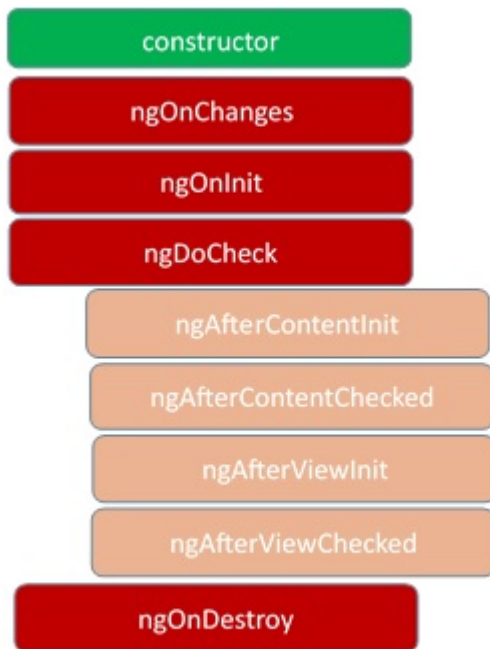 constructor
ngOnChanges
ngOnInit
ngDoCheck
ngAfterContentInit
ngAfterContentChecked
ngAfterViewInit
ngAfterViewChecked
ngOnDestroy